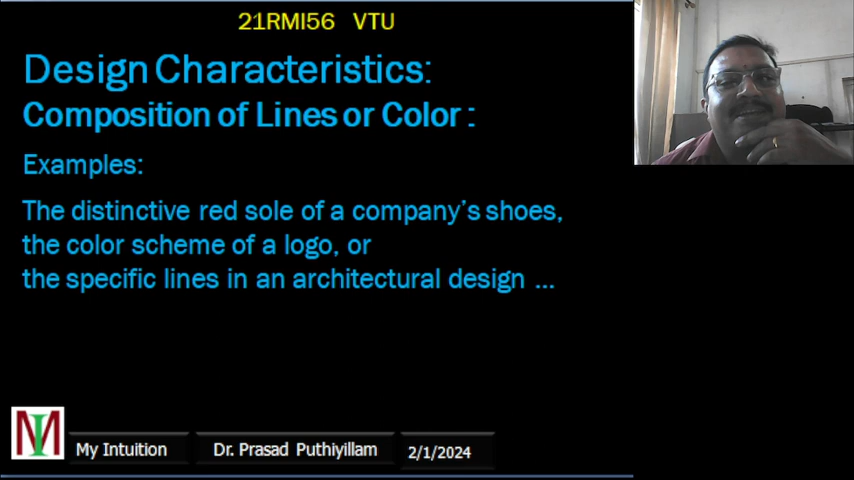 21RMI56 VTU
Design Characteristics:
Composition of Lines or Color :
Examples:
The distinctive red sole of a company's shoes,
the color scheme of a logo, or
the specific lines in an architectural design ...
MI
My Intuition
Dr. Prasad Puthiyillam
2/1/2024